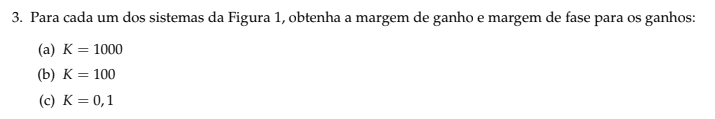 3. Para cada um dos sistemas da Figura 1, obtenha a margem de ganho e margem de fase para os ganhos:
(a) K = 1000
(b) K = 100
(c) K = 0,1